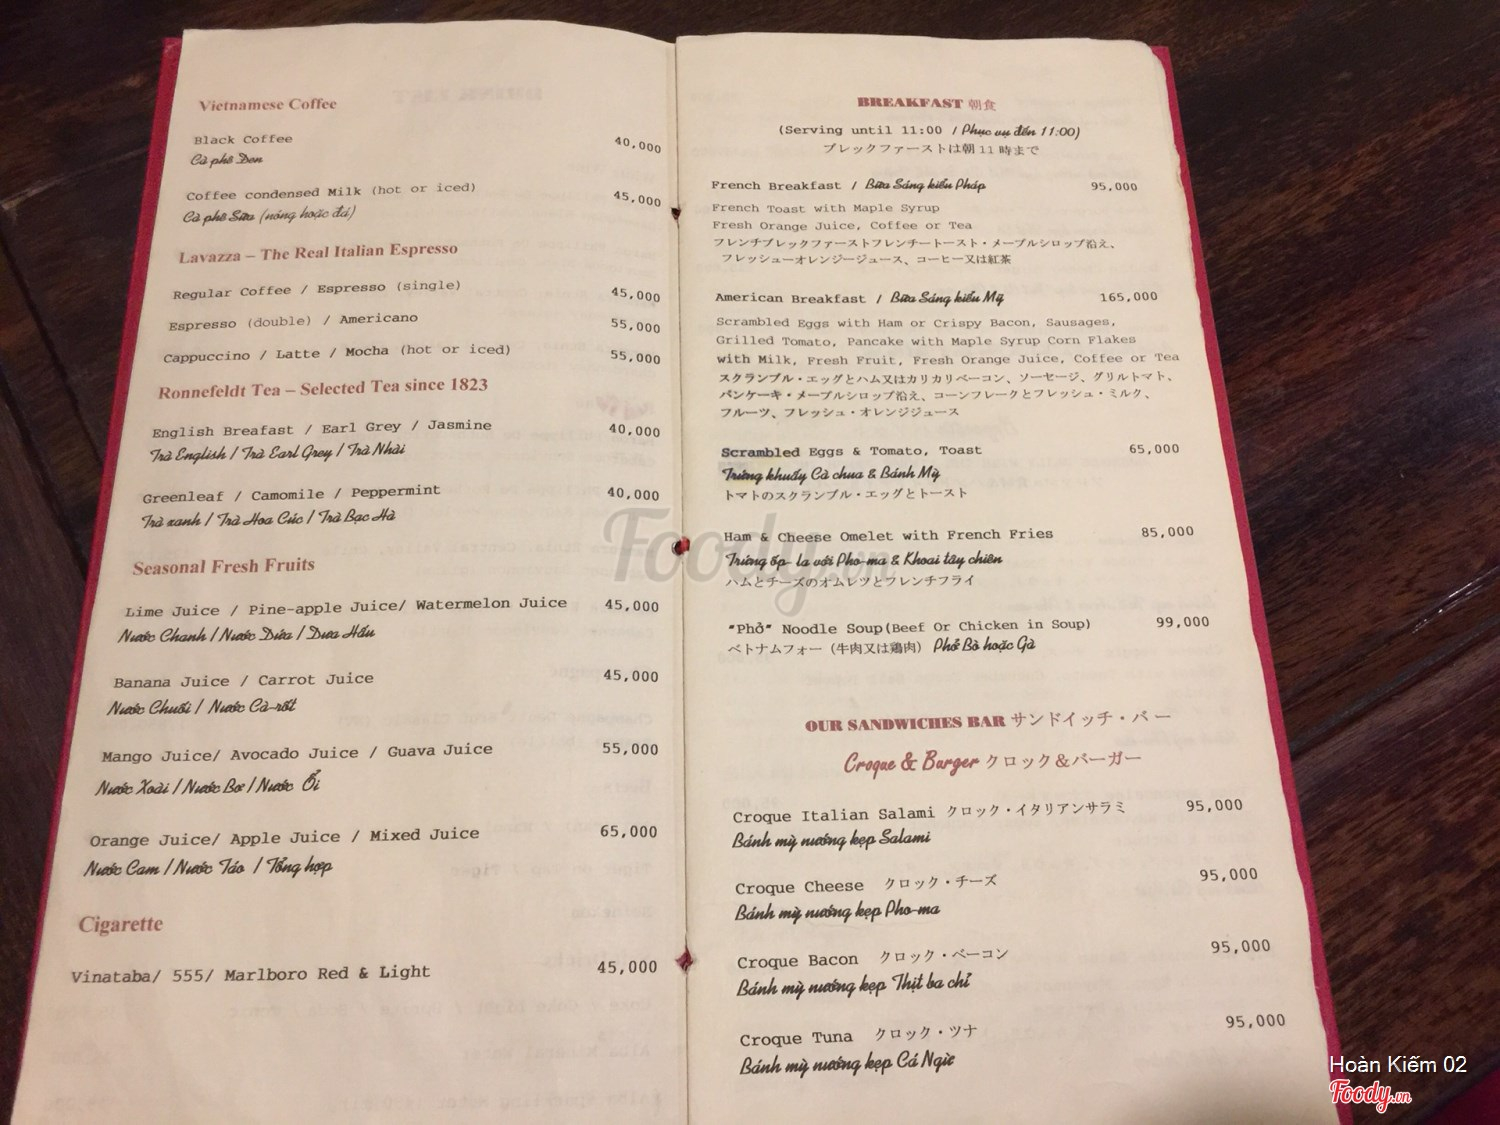 Vietnamese Coffee
Black Coffee 40,000
Cà phê Đen
Coffee condensed Milk (hot or iced) 45,000
Cà phê Sữa (nóng hoặc đá)
Lavazza – The Real Italian Espresso
Regular Coffee / Espresso (single) 45,000
Espresso (double) / Americano 55,000
Cappuccino / Latte / Mocha (hot or iced) 55,000
Ronnefeldt Tea – Selected Tea since 1823
English Breafast / Earl Grey / Jasmine 40,000
Trà English / Trà Earl Grey / Trà Nhài
Greenleaf / Camomile / Peppermint 40,000
Trà xanh / Trà Hoa Cúc / Trà Bạc Hà
Seasonal Fresh Fruits
Lime Juice / Pine-apple Juice/ Watermelon Juice 45,000
Nước Chanh / Nước Dứa / Dưa Hấu
Banana Juice / Carrot Juice 45,000
Nước Chuối / Nước Cà-rốt
Mango Juice/ Avocado Juice / Guava Juice 55,000
Nước Xoài / Nước Bơ / Nước Ổi
Orange Juice/ Apple Juice / Mixed Juice 65,000
Nước Cam / Nước Táo / Tổng hợp
Cigarette
Vinataba/ 555/ Marlboro Red & Light 45,000
BREAKFAST 朝食
(Serving until 11:00 / Phục vụ đến 11:00)
ブレックファーストは朝11時まで
French Breakfast / Bữa Sáng kiểu Pháp 95,000
French Toast with Maple Syrup
Fresh Orange Juice, Coffee or Tea
フレンチブレックファーストフレンチートースト・メープルシロップ沿え、
フレッシューオレンジージュース、コーヒー又は紅茶
American Breakfast / Bữa Sáng kiểu Mỹ 165,000
Scrambled Eggs with Ham or Crispy Bacon, Sausages,
Grilled Tomato, Pancake with Maple Syrup Corn Flakes
with Milk, Fresh Fruit, Fresh Orange Juice, Coffee or Tea
スクランブル・エッグとハム又はカリカリベーコン、ソーセージ、グリルトマト、
パンケーキ・メープルシロップ沿え、コーンフレークとフレッシュ・ミルク、
フルーツ、フレッシュ・オレンジジュース
Scrambled Eggs & Tomato, Toast 65,000
Trứng khuấy Cà chua & Bánh Mỳ
トマトのスクランブル・エッグとトースト
Ham & Cheese Omelet with French Fries 85,000
Trứng ốp- la với Pho-ma & Khoai tây chiên
ハムとチーズのオムレツとフレンチフライ
"Phở" Noodle Soup(Beef Or Chicken in Soup) 99,000
ベトナムフォー（牛肉又は鶏肉） Phở Bò hoặc Gà
OUR SANDWICHES BAR サンドイッチ・バー
Croque & Burger クロック＆バーガー
Croque Italian Salami クロック・イタリアンサラミ 95,000
Bánh mỳ nướng kẹp Salami
Croque Cheese クロック・チーズ 95,000
Bánh mỳ nướng kẹp Pho-ma
Croque Bacon クロック・ベーコン 95,000
Bánh mỳ nướng kẹp Thịt ba chỉ
Croque Tuna クロック・ツナ 95,000
Bánh mỳ nướng kẹp Cá Ngừ
Foody.vn
Hoàn Kiếm 02
Foody.vn